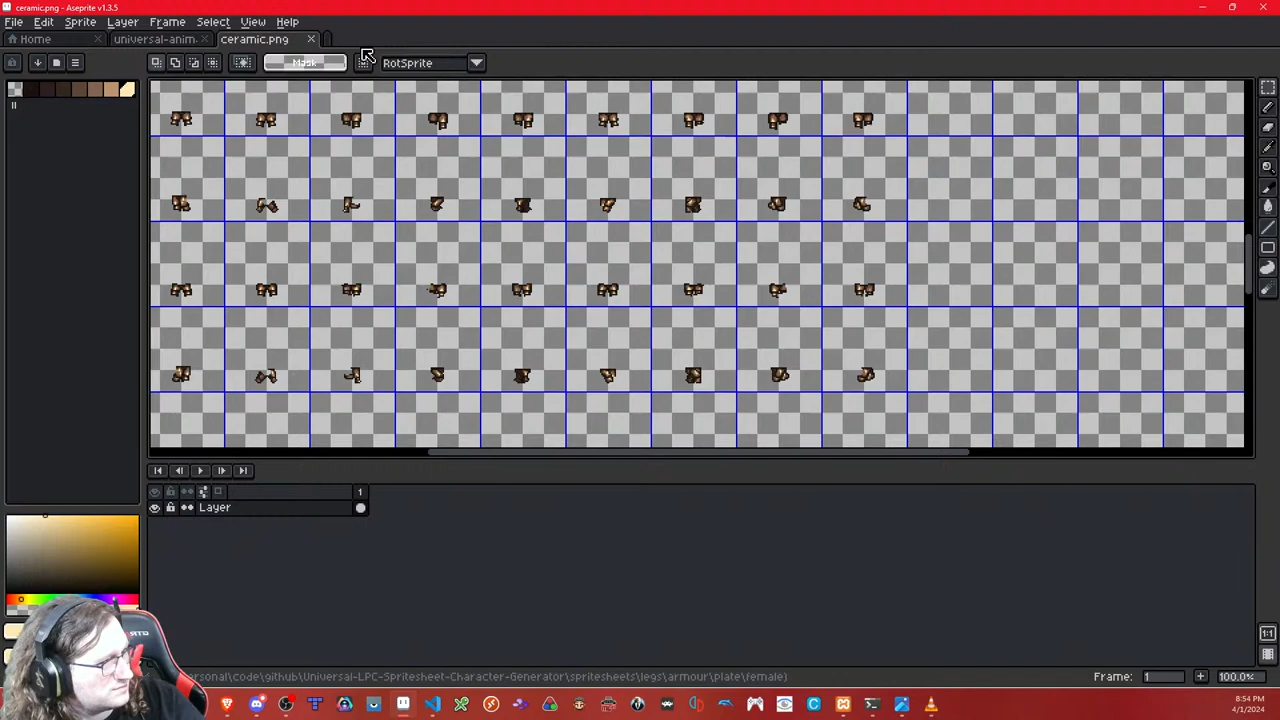 ceramic.png - Aseprite v1.3.5
File Edit Sprite Layer Frame Select View Help
Home universal-anim. ceramic.png
Mask RotSprite
1
Layer
ersonal\code\github\Universal-LPC-Spritesheet-Character-Generator\spritesheets\legs\armour\plate\female)
Frame: 1 100.0%
8:54 PM
4/1/2024